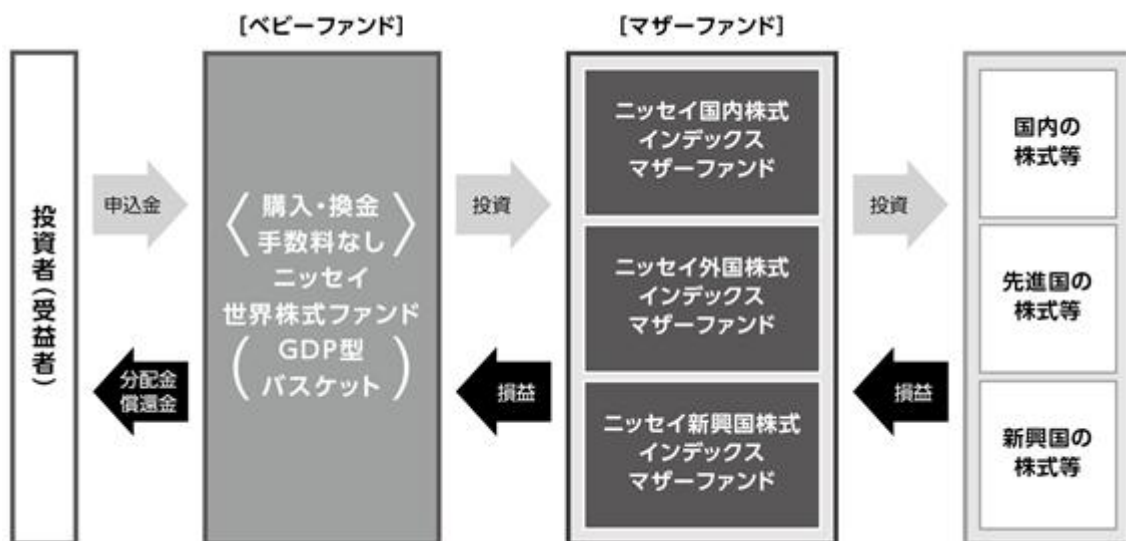 [ベビーファンド]
[マザーファンド]
投資者(受益者)
申込金
分配金
償還金
〈購入・換金
手数料なし〉
ニッセイ
世界株式ファンド
(GDP型
バスケット)
投資
損益
ニッセイ国内株式
インデックス
マザーファンド
ニッセイ外国株式
インデックス
マザーファンド
ニッセイ新興国株式
インデックス
マザーファンド
投資
損益
国内の
株式等
先進国の
株式等
新興国の
株式等